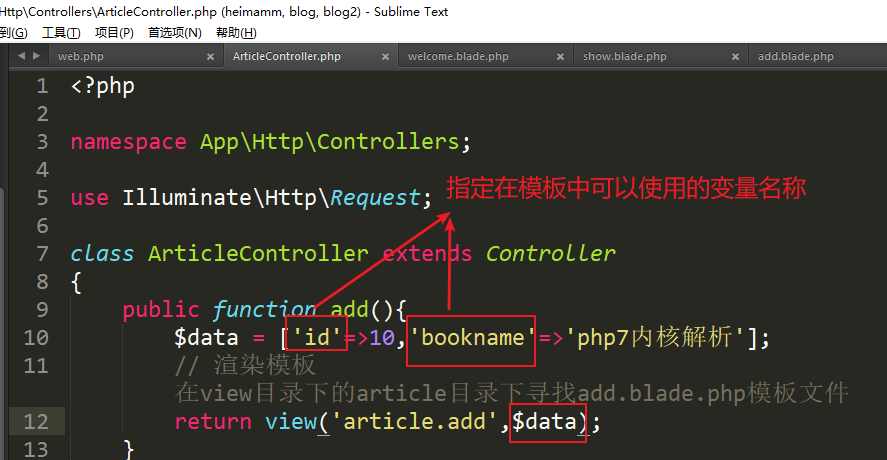 Http\Controllers\ArticleController.php (heimamm, blog, blog2) - Sublime Text
到(G) 工具(T) 项目(P) 首选项(N) 帮助(H)
web.php × ArticleController.php × welcome.blade.php × show.blade.php × add.blade.php
1 <?php
2
3 namespace App\Http\Controllers;
4
5 use Illuminate\Http\Request;
指定在模板中可以使用的变量名称
6
7 class ArticleController extends Controller
8 {
9 public function add(){
10 $data = ['id'=>10,'bookname'=>'php7内核解析'];
11 // 渲染模板
在view目录下的article目录下寻找add.blade.php模板文件
12 return view('article.add',$data);
13 }